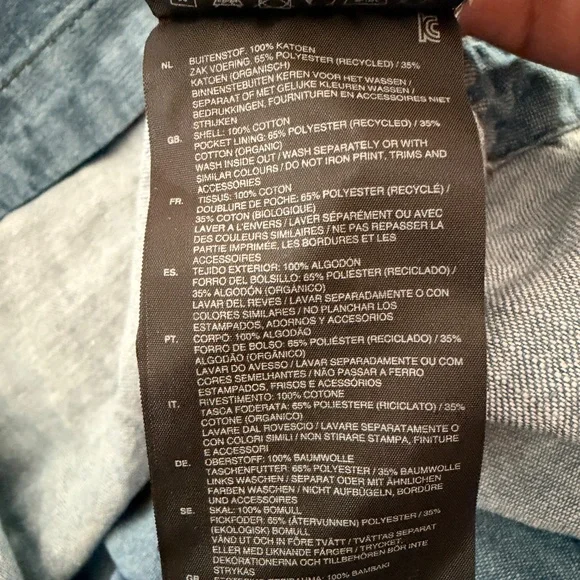 NL. BUITENSTOF: 100% KATOEN
ZAK VOERING: 65% POLYESTER (RECYCLED) / 35%
KATOEN (ORGANISCH)
BINNENSTEBUITEN KEREN VOOR HET WASSEN /
SEPARAAT OF MET GELIJKE KLEUREN WASSEN /
BEDRUKKINGEN, FOURNITUREN EN ACCESSOIRES NIET
STRIJKEN
GB. SHELL: 100% COTTON
POCKET LINING: 65% POLYESTER (RECYCLED) / 35%
COTTON (ORGANIC)
WASH INSIDE OUT / WASH SEPARATELY OR WITH
SIMILAR COLOURS / DO NOT IRON PRINT, TRIMS AND
ACCESSORIES
FR. TISSUS: 100% COTON
DOUBLURE DE POCHE: 65% POLYESTER (RECYCLÉ) /
35% COTON (BIOLOGIQUE)
LAVER A L'ENVERS / LAVER SÉPARÉMENT OU AVEC
DES COULEURS SIMILAIRES / NE PAS REPASSER LA
PARTIE IMPRIMÉE, LES BORDURES ET LES
ACCESSOIRES
ES. TEJIDO EXTERIOR: 100% ALGODÓN
FORRO DEL BOLSILLO: 65% POLIÉSTER (RECICLADO) /
35% ALGODÓN (ORGÁNICO)
LAVAR DEL REVES / LAVAR SEPARADAMENTE O CON
COLORES SIMILARES / NO PLANCHAR LOS
ESTAMPADOS, ADORNOS Y ACCESORIOS
PT. CORPO: 100% ALGODÃO
FORRO DE BOLSO: 65% POLIÉSTER (RECICLADO) / 35%
ALGODÃO (ORGÂNICO)
LAVAR DO AVESSO / LAVAR SEPARADAMENTE OU COM
CORES SEMELHANTES / NÃO PASSAR A FERRO
ESTAMPADOS, FRISOS E ACESSÓRIOS
IT. RIVESTIMENTO: 100% COTONE
TASCA FODERATA: 65% POLIESTERE (RICICLATO) / 35%
COTONE (ORGANICO)
LAVARE DAL ROVESCIO / LAVARE SEPARATAMENTE O
CON COLORI SIMILI / NON STIRARE STAMPA, FINITURE
E ACCESSORI
DE. OBERSTOFF: 100% BAUMWOLLE
TASCHENFUTTER: 65% POLYESTER / 35% BAUMWOLLE
LINKS WASCHEN / SEPARAT ODER MIT ÄHNLICHEN
FARBEN WASCHEN / NICHT AUFBÜGELN, BORDÜRE
UND ACCESSOIRES
SE. SKAL: 100% BOMULL
FICKFODER: 65% (ÅTERVUNNEN) POLYESTER / 35%
(EKOLOGISK) BOMULL
VÄND UT OCH IN FÖRE TVÄTT / TVÄTTAS SEPARAT
ELLER MED LIKNANDE FÄRGER / TRYCKET,
DEKORATIONERNA OCH TILLBEHÖREN BÖR INTE
STRYKAS
100% ΒΑΜΒΑΚΙ